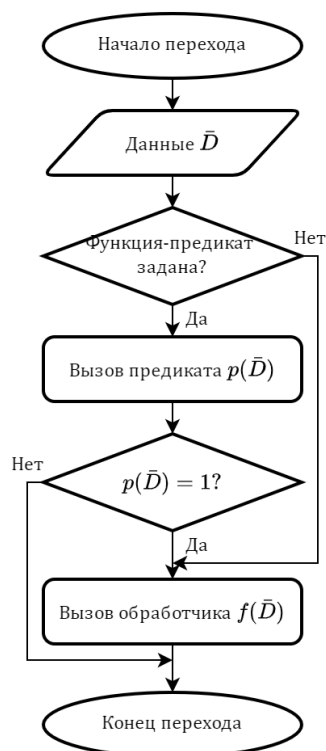 Начало перехода
Данные D̄
Функция-предикат
задана?
Нет
Да
Вызов предиката p(D̄)
Нет
p(D̄) = 1?
Да
Вызов обработчика f(D̄)
Конец перехода